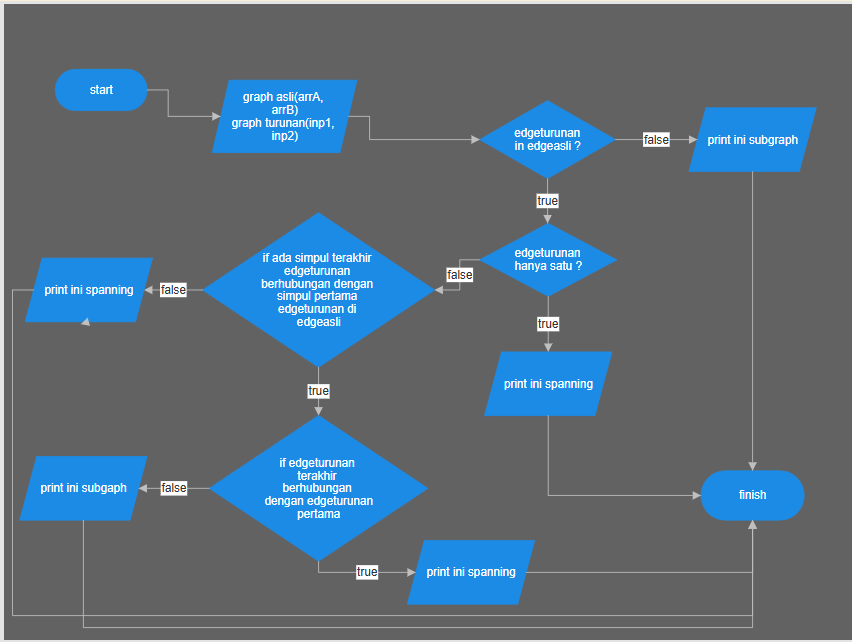 start
graph asli(arrA,
arrB)
graph turunan(inp1,
inp2)
edgeturunan
in edgeasli ?
false
print ini subgraph
true
edgeturunan
hanya satu ?
false
if ada simpul terakhir
edgeturunan
berhubungan dengan
simpul pertama
edgeturunan di
edgeasli
false
print ini spanning
true
print ini spanning
true
if edgeturunan
terakhir
berhubungan
dengan edgeturunan
pertama
false
print ini subgaph
finish
true
print ini spanning